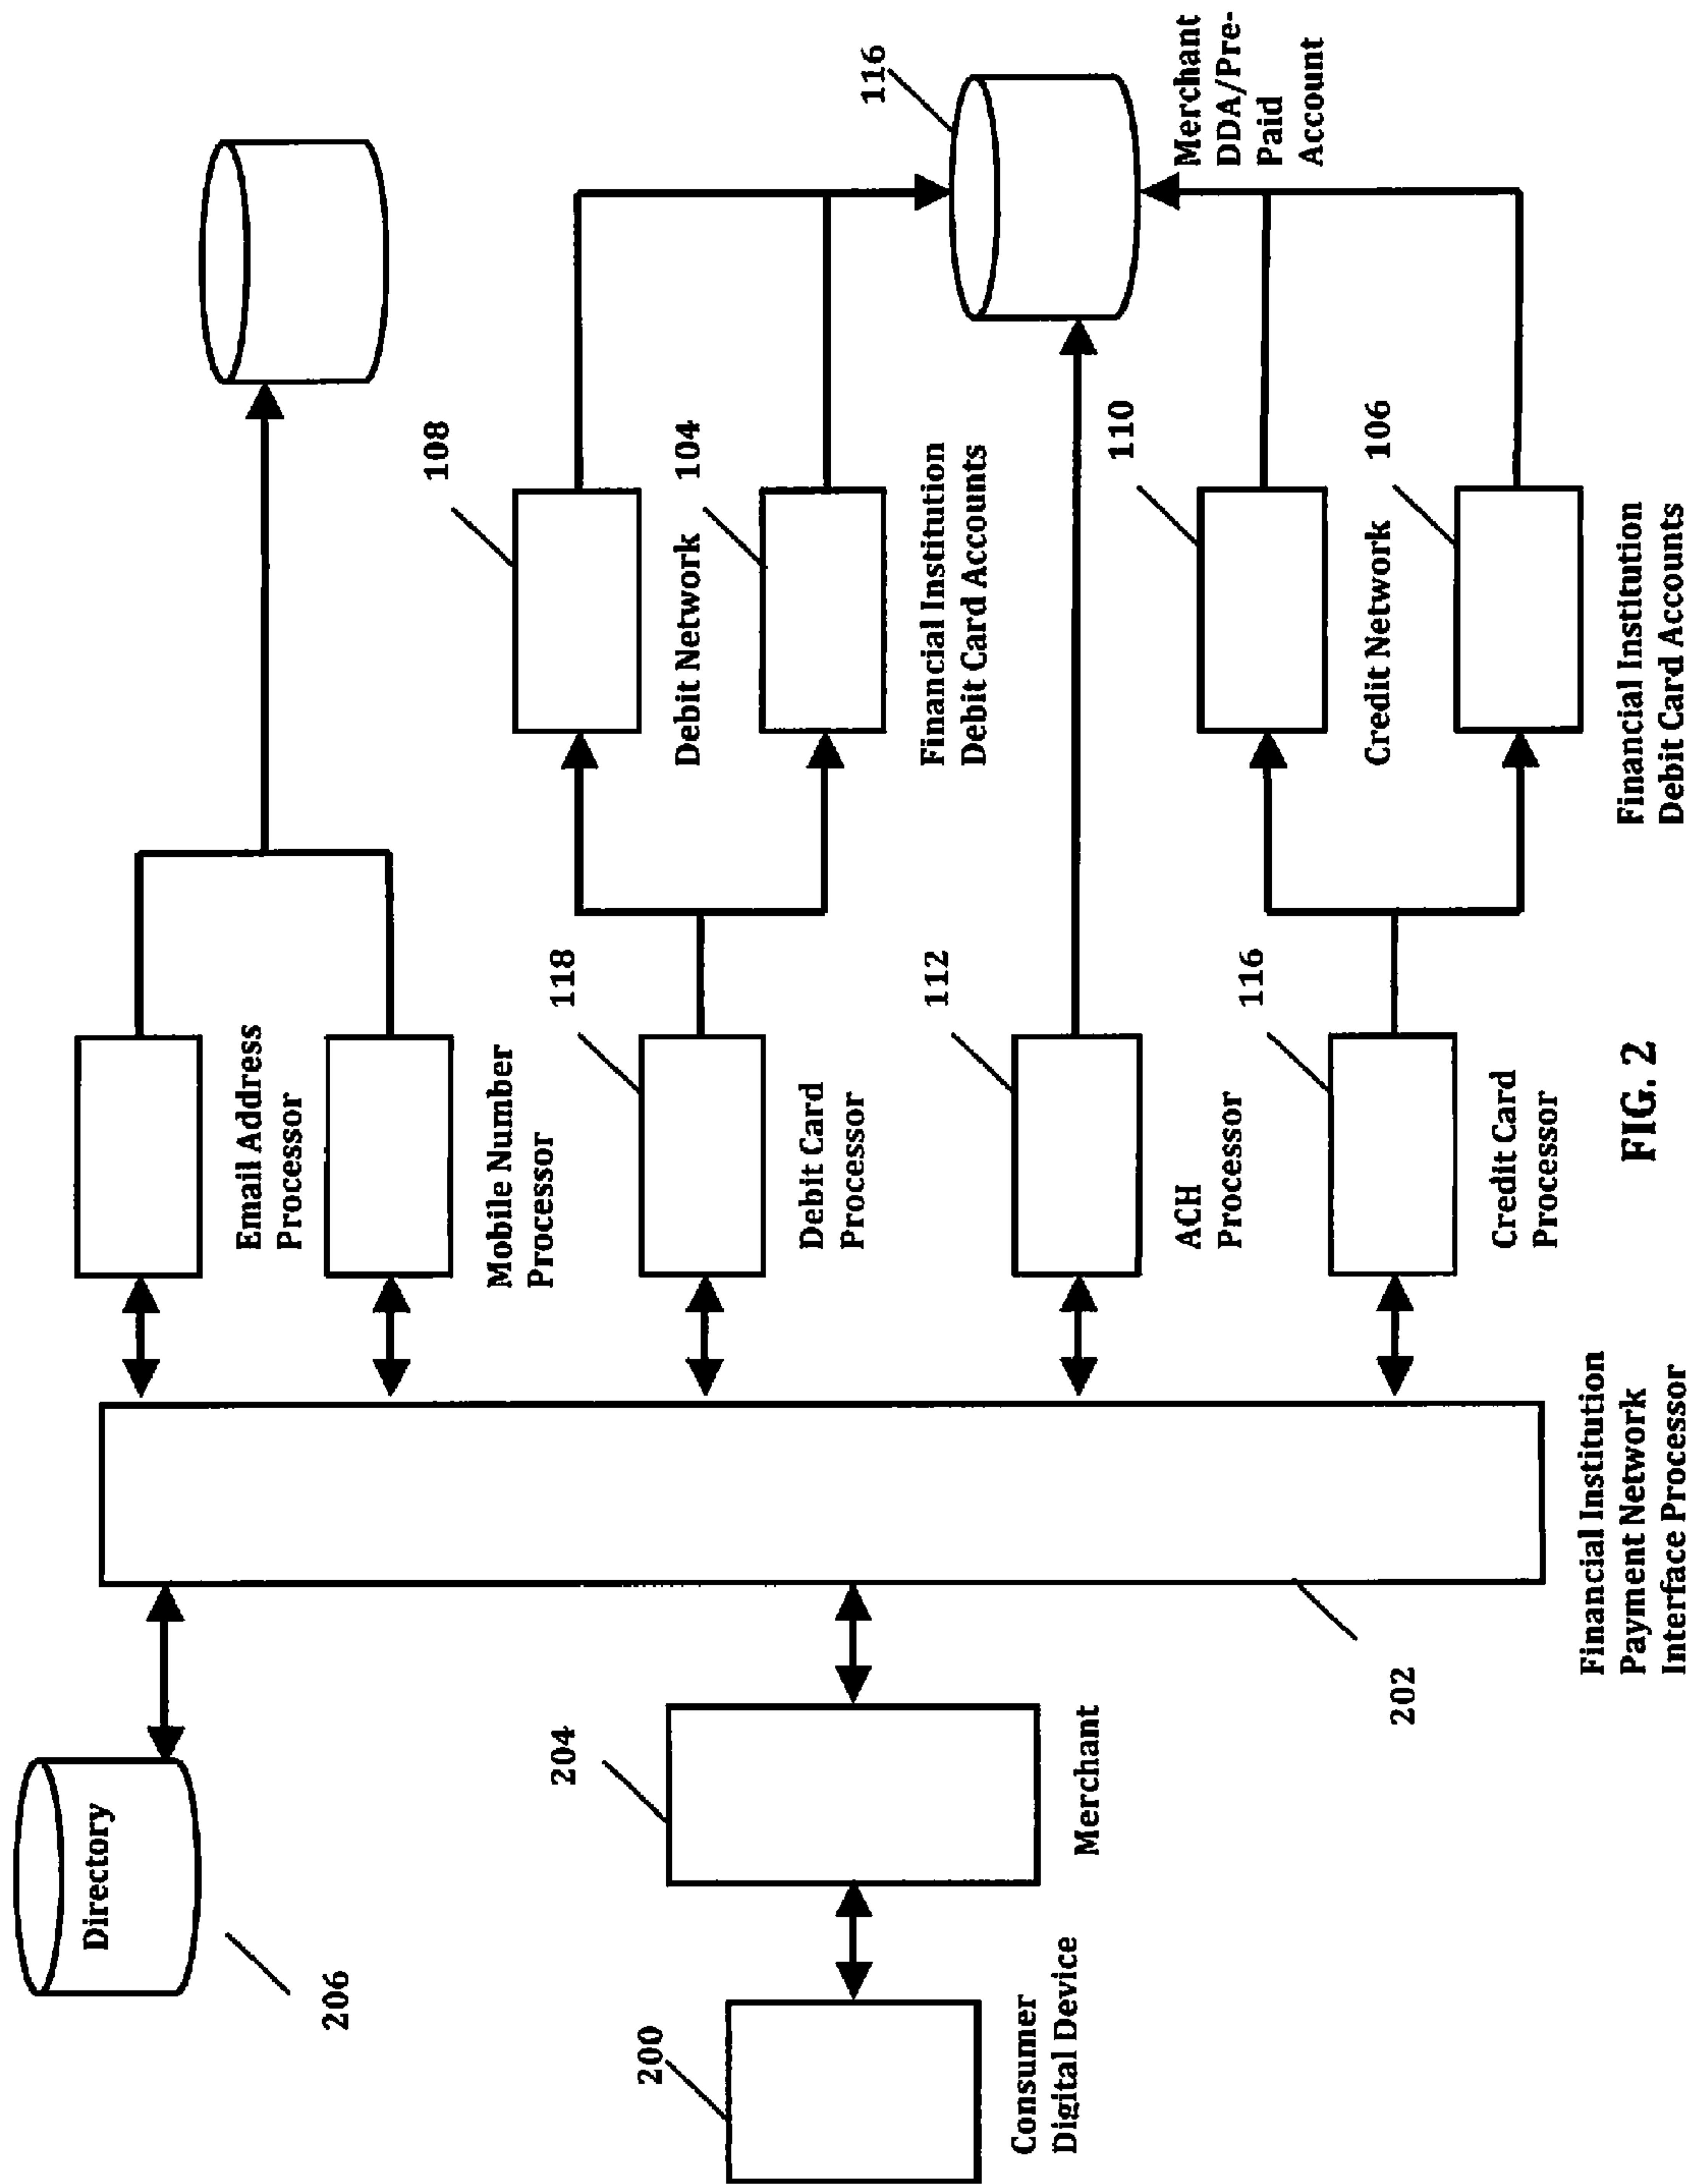 Directory
206
200
Consumer
Digital Device
204
Merchant
202
Financial Institution
Payment Network
Interface Processor
Email Address
Processor
Mobile Number
Processor
118
Debit Card
Processor
112
ACH
Processor
116
Credit Card
Processor
108
Debit Network
104
Financial Institution
Debit Card Accounts
110
Credit Network
106
Financial Institution
Debit Card Accounts
116
Merchant
DDA/Pre-
Paid
Account
FIG. 2